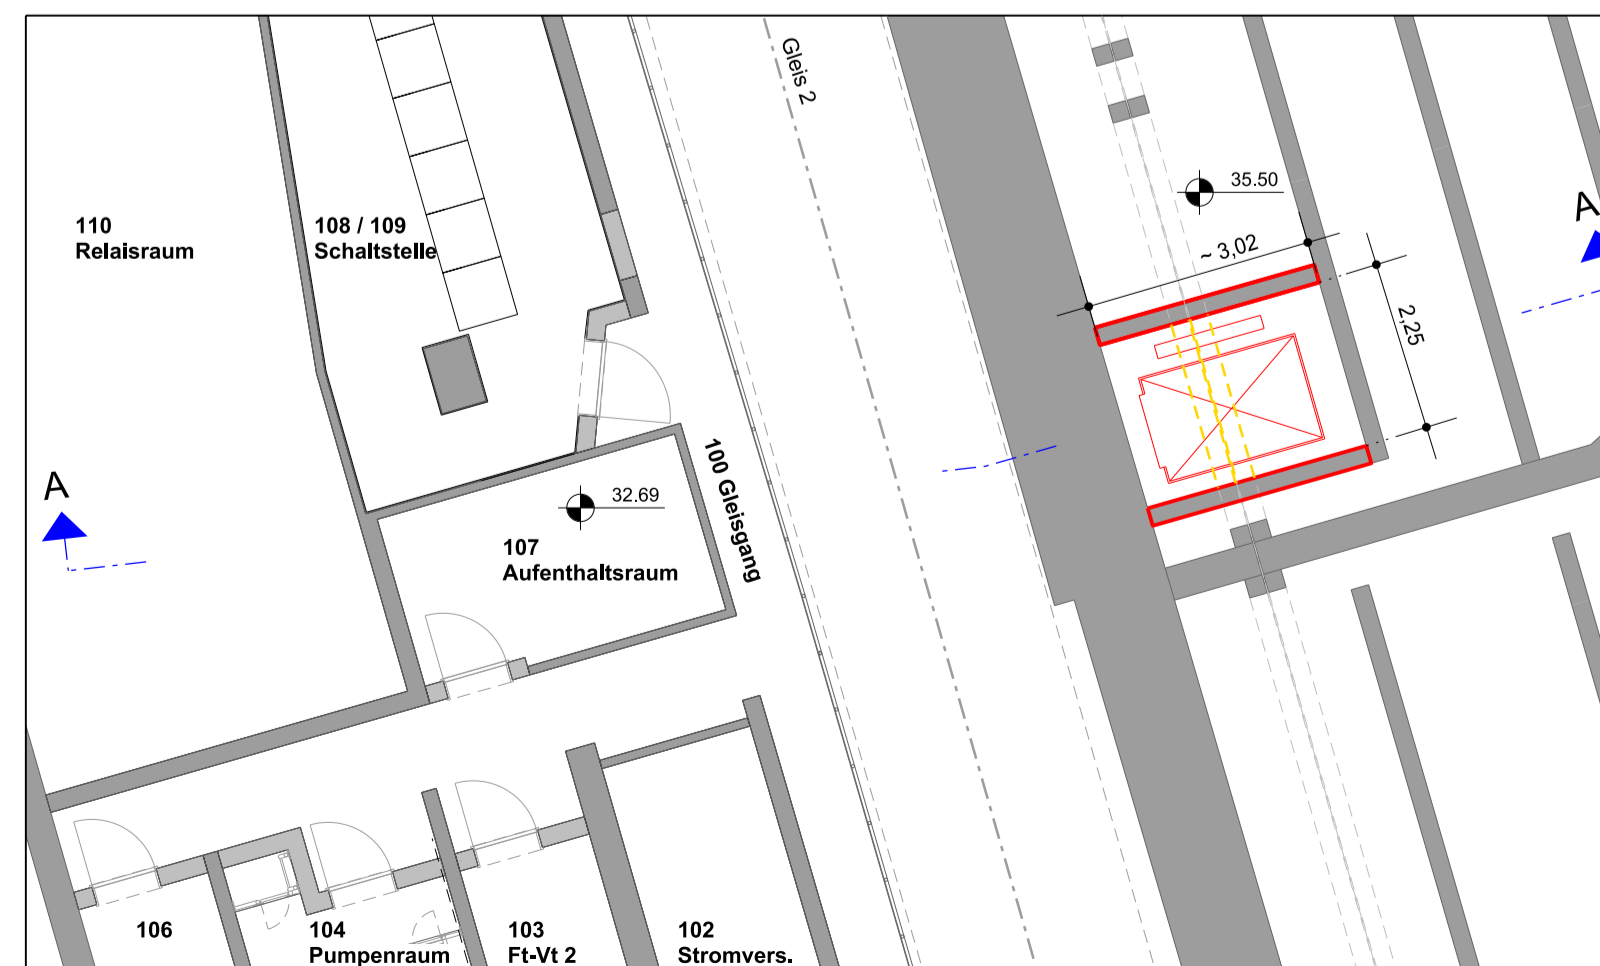 Gleis 2
35.50
A
110
Relaisraum
108 / 109
Schaltstelle
~ 3,02
2,25
A
100 Gleisgang
32.69
107
Aufenthaltsraum
106
104
Pumpenraum
103
Ft-Vt 2
102
Stromvers.